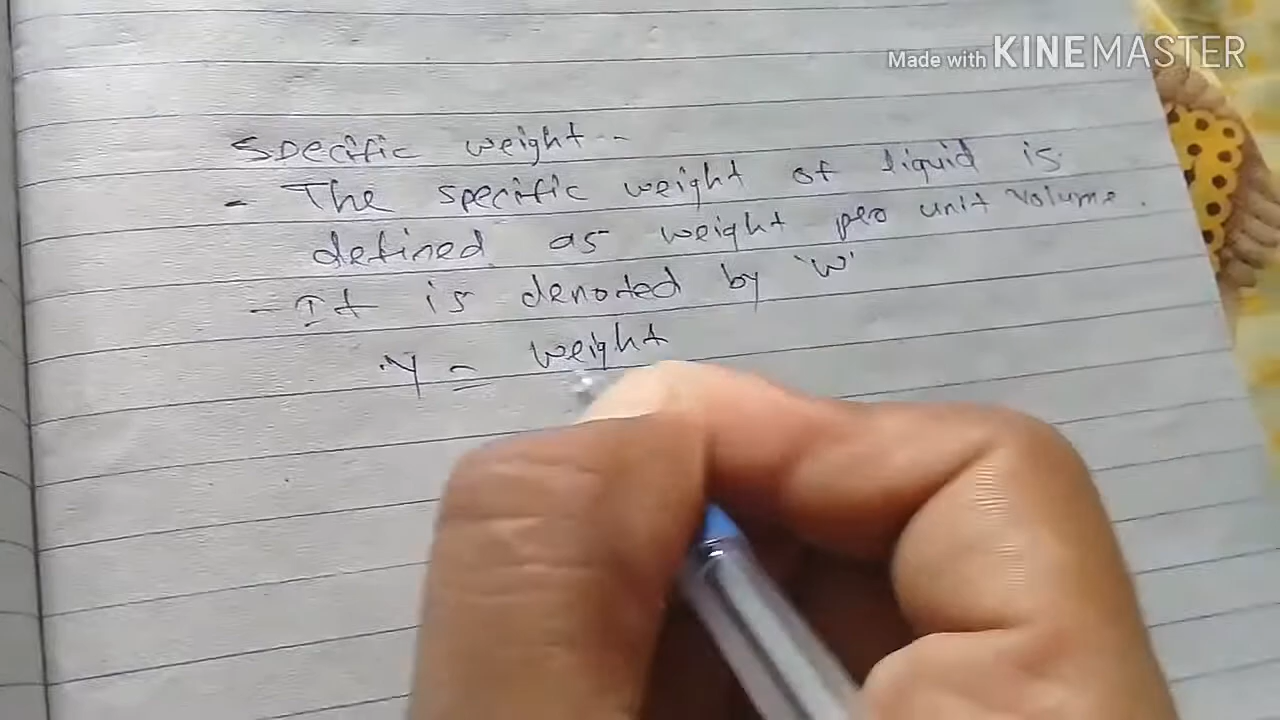 Made with KINEMASTER
Specific weight --
- The specific weight of liquid is.
defined as weight per unit volume.
- It is denoted by 'w'
γ = weight